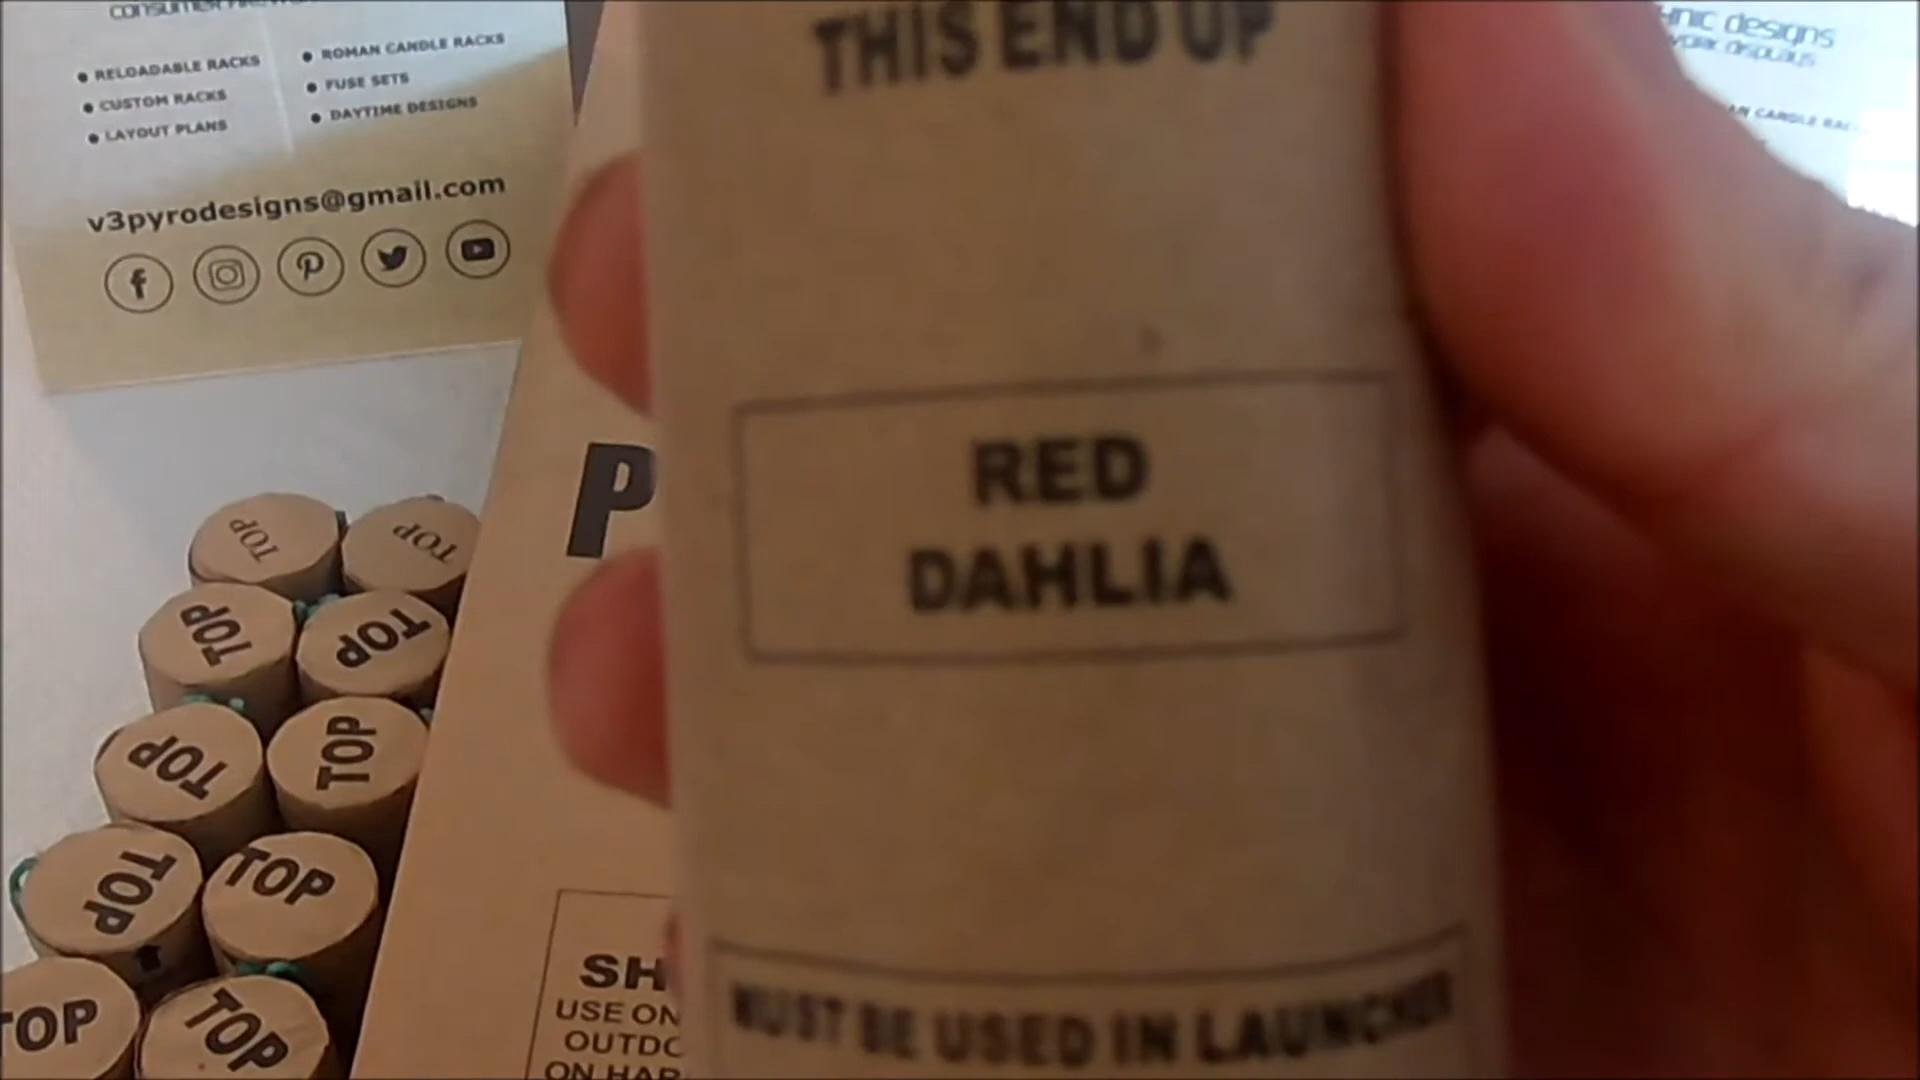 CONSUMER
RELOADABLE RACKS
CUSTOM RACKS
LAYOUT PLANS
ROMAN CANDLE RACKS
FUSE SETS
DAYTIME DESIGNS
v3pyrodesigns@gmail.com
THIS END UP
RED
DAHLIA
MUST BE USED IN LAUNCHER
P
SH
USE ON
OUTDO
ON HAR
TOP
TOP
TOP
TOP
TOP
TOP
TOP
TOP
TOP
TOP
designs
displays
CANDLE